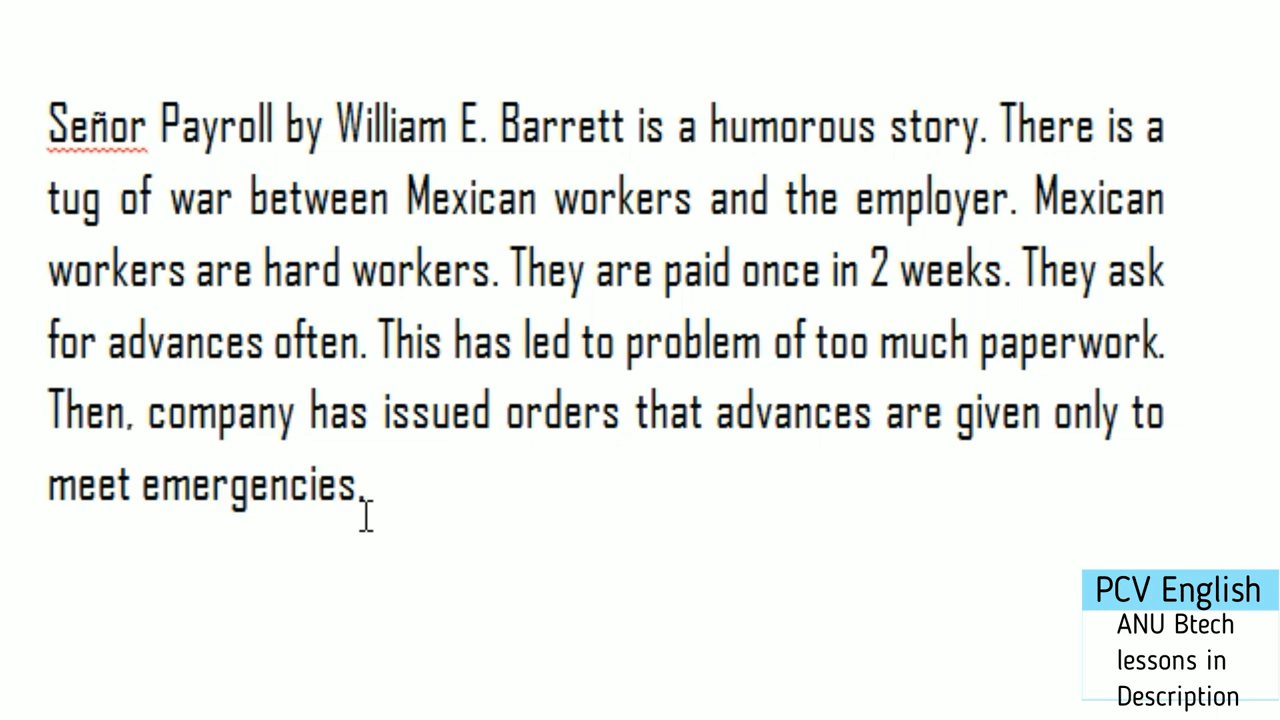 Señor Payroll by William E. Barrett is a humorous story. There is a
tug of war between Mexican workers and the employer. Mexican
workers are hard workers. They are paid once in 2 weeks. They ask
for advances often. This has led to problem of too much paperwork.
Then, company has issued orders that advances are given only to
meet emergencies.
PCV English
ANU Btech
lessons in
Description